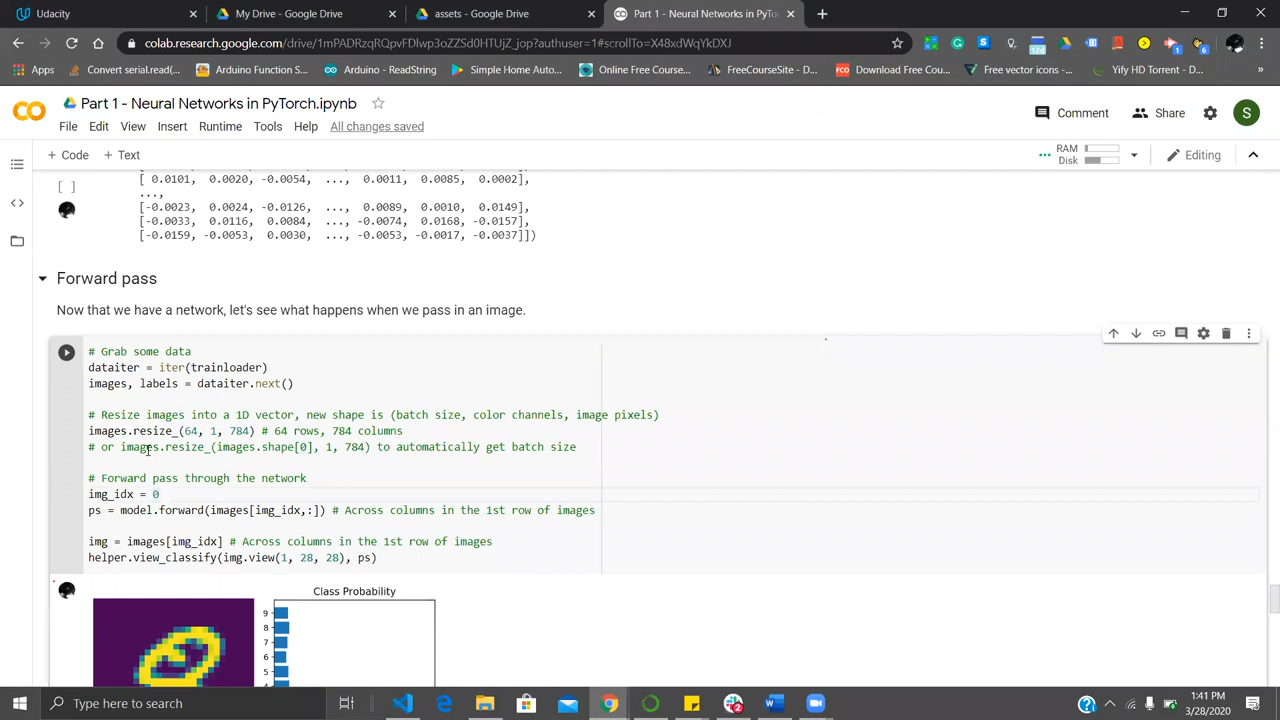 Udacity
My Drive - Google Drive
assets - Google Drive
Part 1 - Neural Networks in PyTor
colab.research.google.com/drive/1mPADRzqRQpvFDlwp3oZZSd0HTUjZ_jop?authuser=1#scrollTo=X48xdWqYkDXJ
Apps
Convert serial.read(...
Arduino Function S...
Arduino - ReadString
Simple Home Auto...
Online Free Course...
FreeCourseSite - Do...
Download Free Cou...
Free vector icons -...
Yify HD Torrent - D...
Part 1 - Neural Networks in PyTorch.ipynb
Comment
Share
S
File Edit View Insert Runtime Tools Help All changes saved
+ Code + Text
RAM
Disk
Editing
[ 0.0101, 0.0020, -0.0054, ..., 0.0011, 0.0085, 0.0002],
...,
[-0.0023, 0.0024, -0.0126, ..., 0.0089, 0.0010, 0.0149],
[-0.0033, 0.0116, 0.0084, ..., -0.0074, 0.0168, -0.0157],
[-0.0159, -0.0053, 0.0030, ..., -0.0053, -0.0017, -0.0037]])
Forward pass
Now that we have a network, let's see what happens when we pass in an image.
# Grab some data
dataiter = iter(trainloader)
images, labels = dataiter.next()
# Resize images into a 1D vector, new shape is (batch size, color channels, image pixels)
images.resize_(64, 1, 784) # 64 rows, 784 columns
# or images.resize_(images.shape[0], 1, 784) to automatically get batch size
# Forward pass through the network
img_idx = 0
ps = model.forward(images[img_idx,:]) # Across columns in the 1st row of images
img = images[img_idx] # Across columns in the 1st row of images
helper.view_classify(img.view(1, 28, 28), ps)
Class Probability
9
8
7
6
5
Type here to search
1:41 PM
3/28/2020